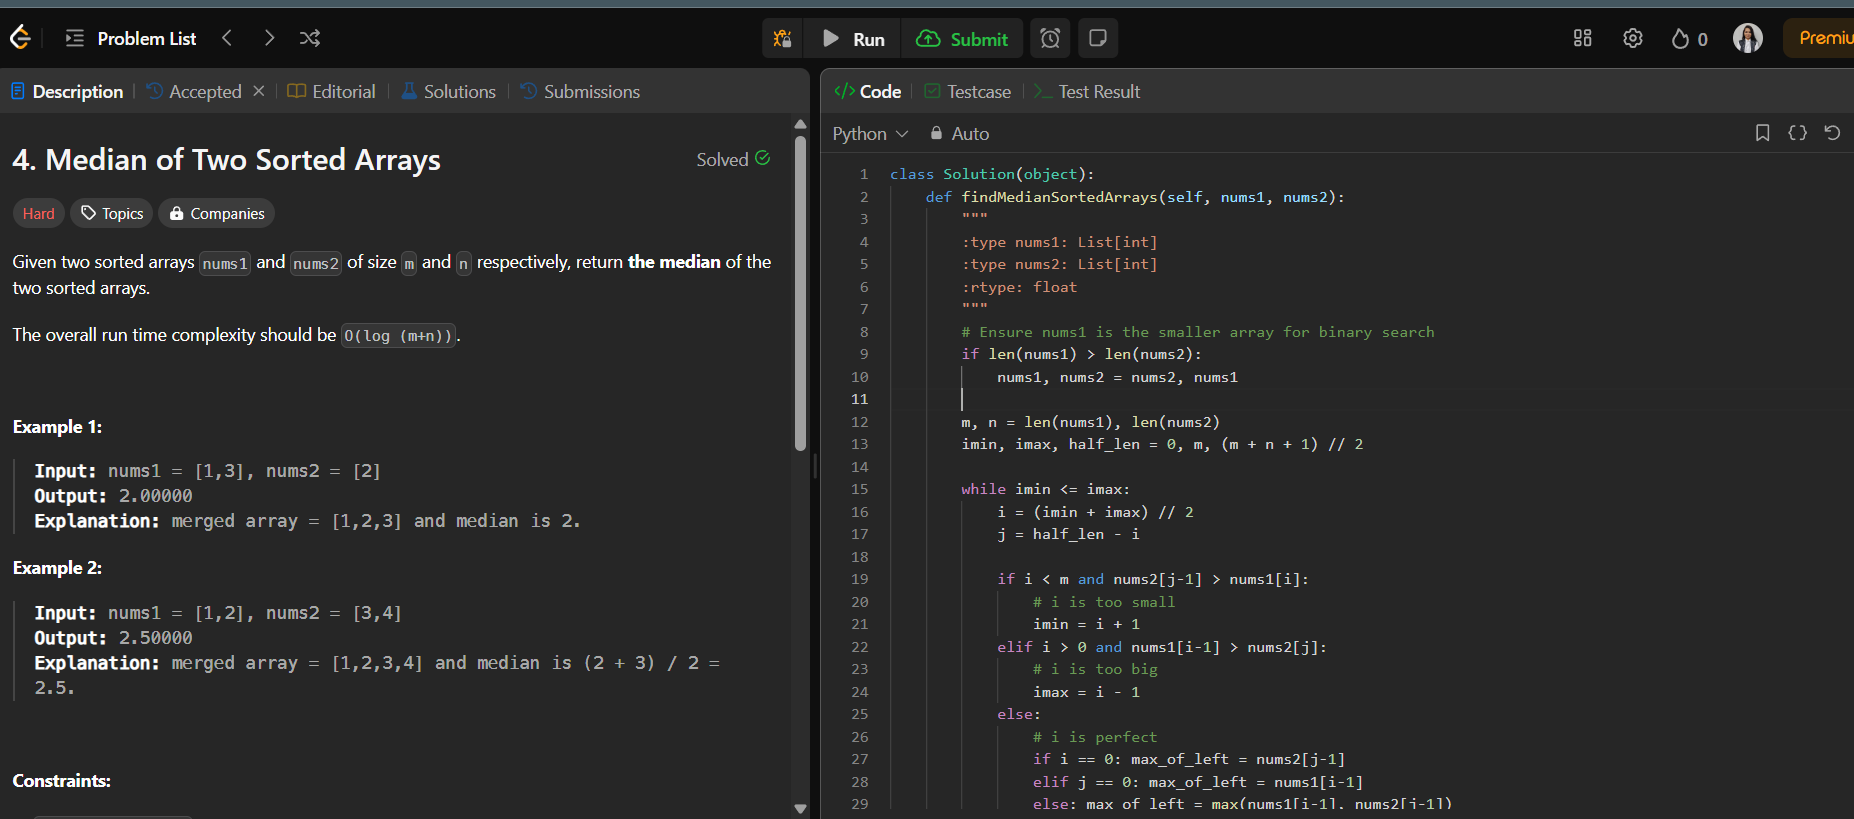 Problem List
Run
Submit
0
Premiu
Description
Accepted
Editorial
Solutions
Submissions
4. Median of Two Sorted Arrays
Solved
Hard
Topics
Companies
Given two sorted arrays nums1 and nums2 of size m and n respectively, return the median of the
two sorted arrays.
The overall run time complexity should be O(log (m+n)).
Example 1:
Input: nums1 = [1,3], nums2 = [2]
Output: 2.00000
Explanation: merged array = [1,2,3] and median is 2.
Example 2:
Input: nums1 = [1,2], nums2 = [3,4]
Output: 2.50000
Explanation: merged array = [1,2,3,4] and median is (2 + 3) / 2 =
2.5.
Constraints:
</> Code
Testcase
>_ Test Result
Python
Auto
{}
1 class Solution(object):
2     def findMedianSortedArrays(self, nums1, nums2):
3         """
4         :type nums1: List[int]
5         :type nums2: List[int]
6         :rtype: float
7         """
8         # Ensure nums1 is the smaller array for binary search
9         if len(nums1) > len(nums2):
10             nums1, nums2 = nums2, nums1
11
12         m, n = len(nums1), len(nums2)
13         imin, imax, half_len = 0, m, (m + n + 1) // 2
14
15         while imin <= imax:
16             i = (imin + imax) // 2
17             j = half_len - i
18
19             if i < m and nums2[j-1] > nums1[i]:
20                 # i is too small
21                 imin = i + 1
22             elif i > 0 and nums1[i-1] > nums2[j]:
23                 # i is too big
24                 imax = i - 1
25             else:
26                 # i is perfect
27                 if i == 0: max_of_left = nums2[j-1]
28                 elif j == 0: max_of_left = nums1[i-1]
29                 else: max_of_left = max(nums1[i-1], nums2[j-1])